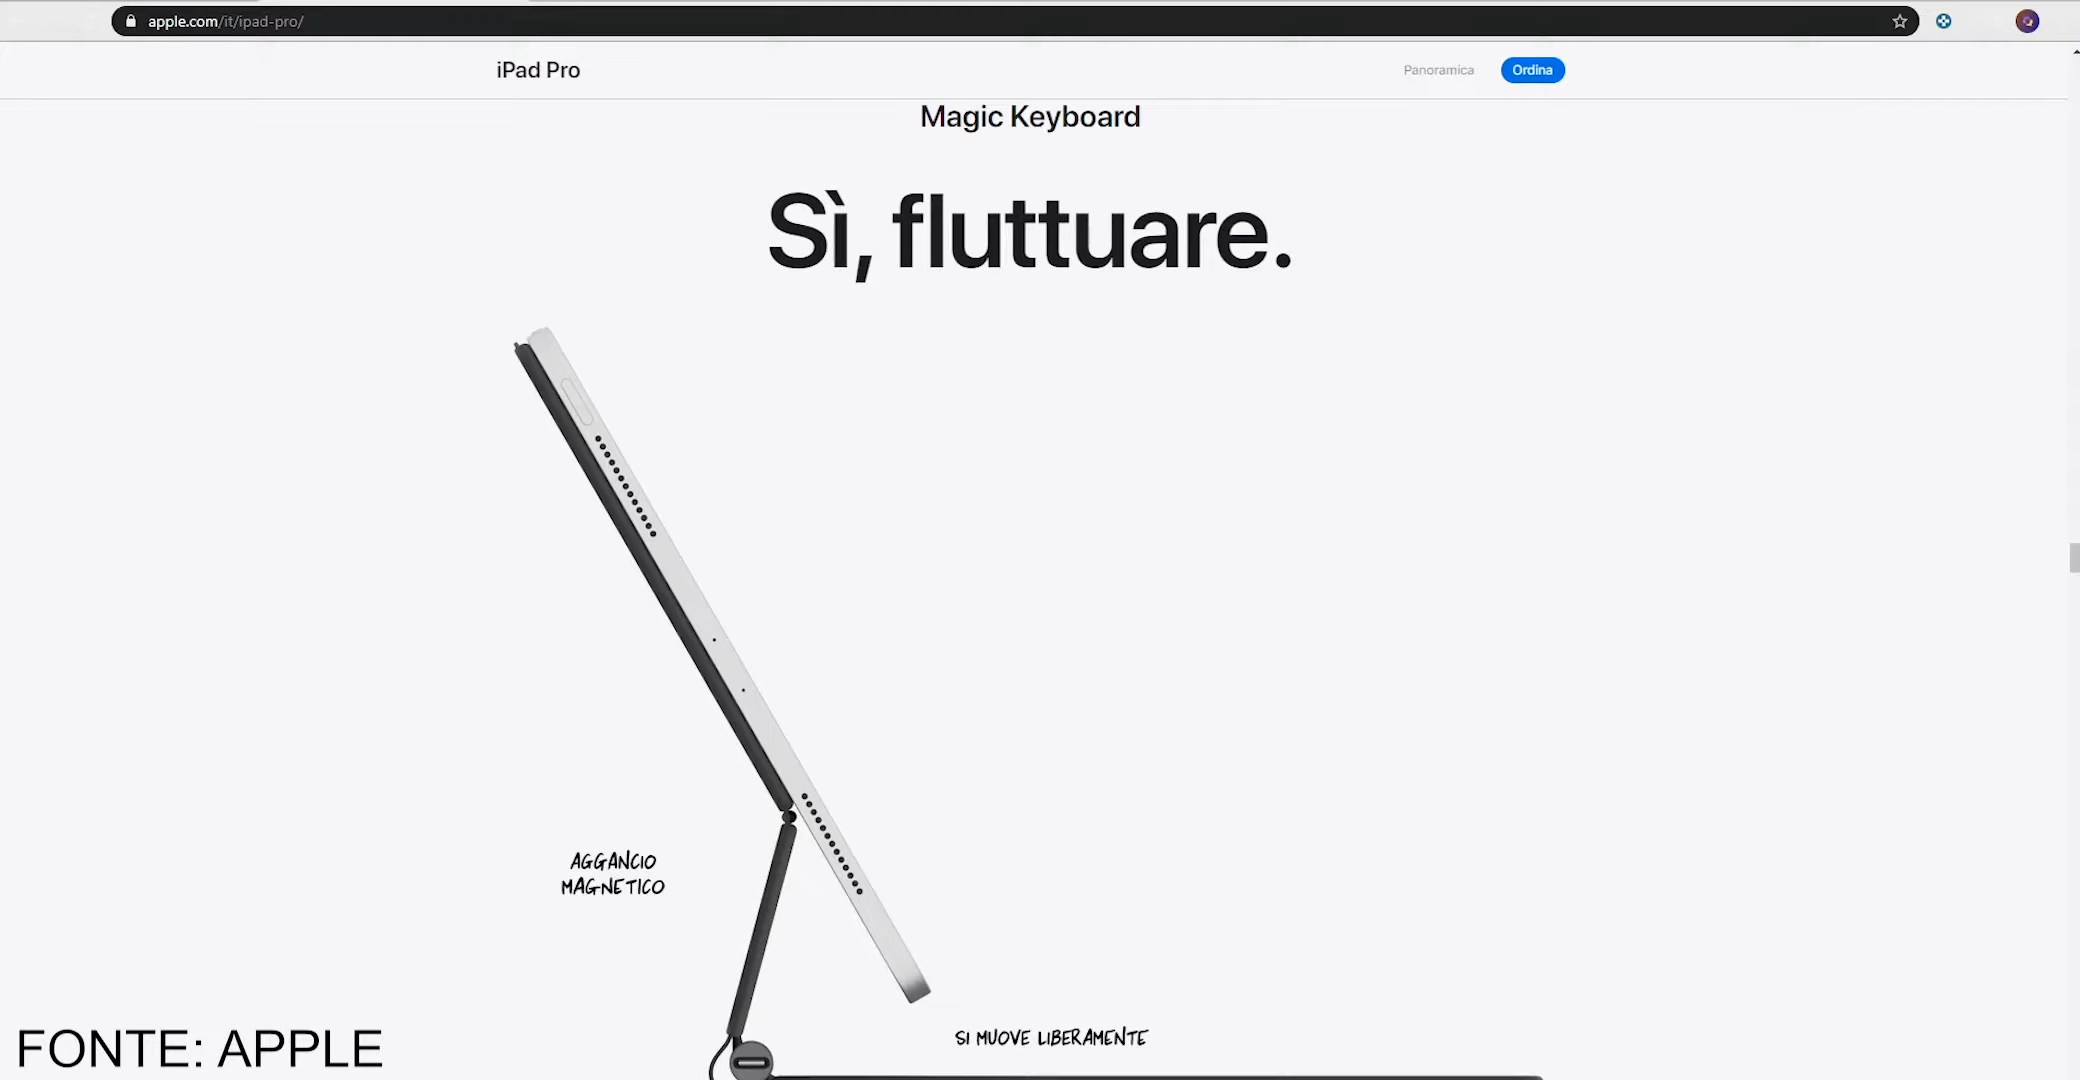 apple.com/it/ipad-pro/
iPad Pro
Panoramica
Ordina
Magic Keyboard
Sì, fluttuare.
AGGANCIO
MAGNETICO
SI MUOVE LIBERAMENTE
FONTE: APPLE